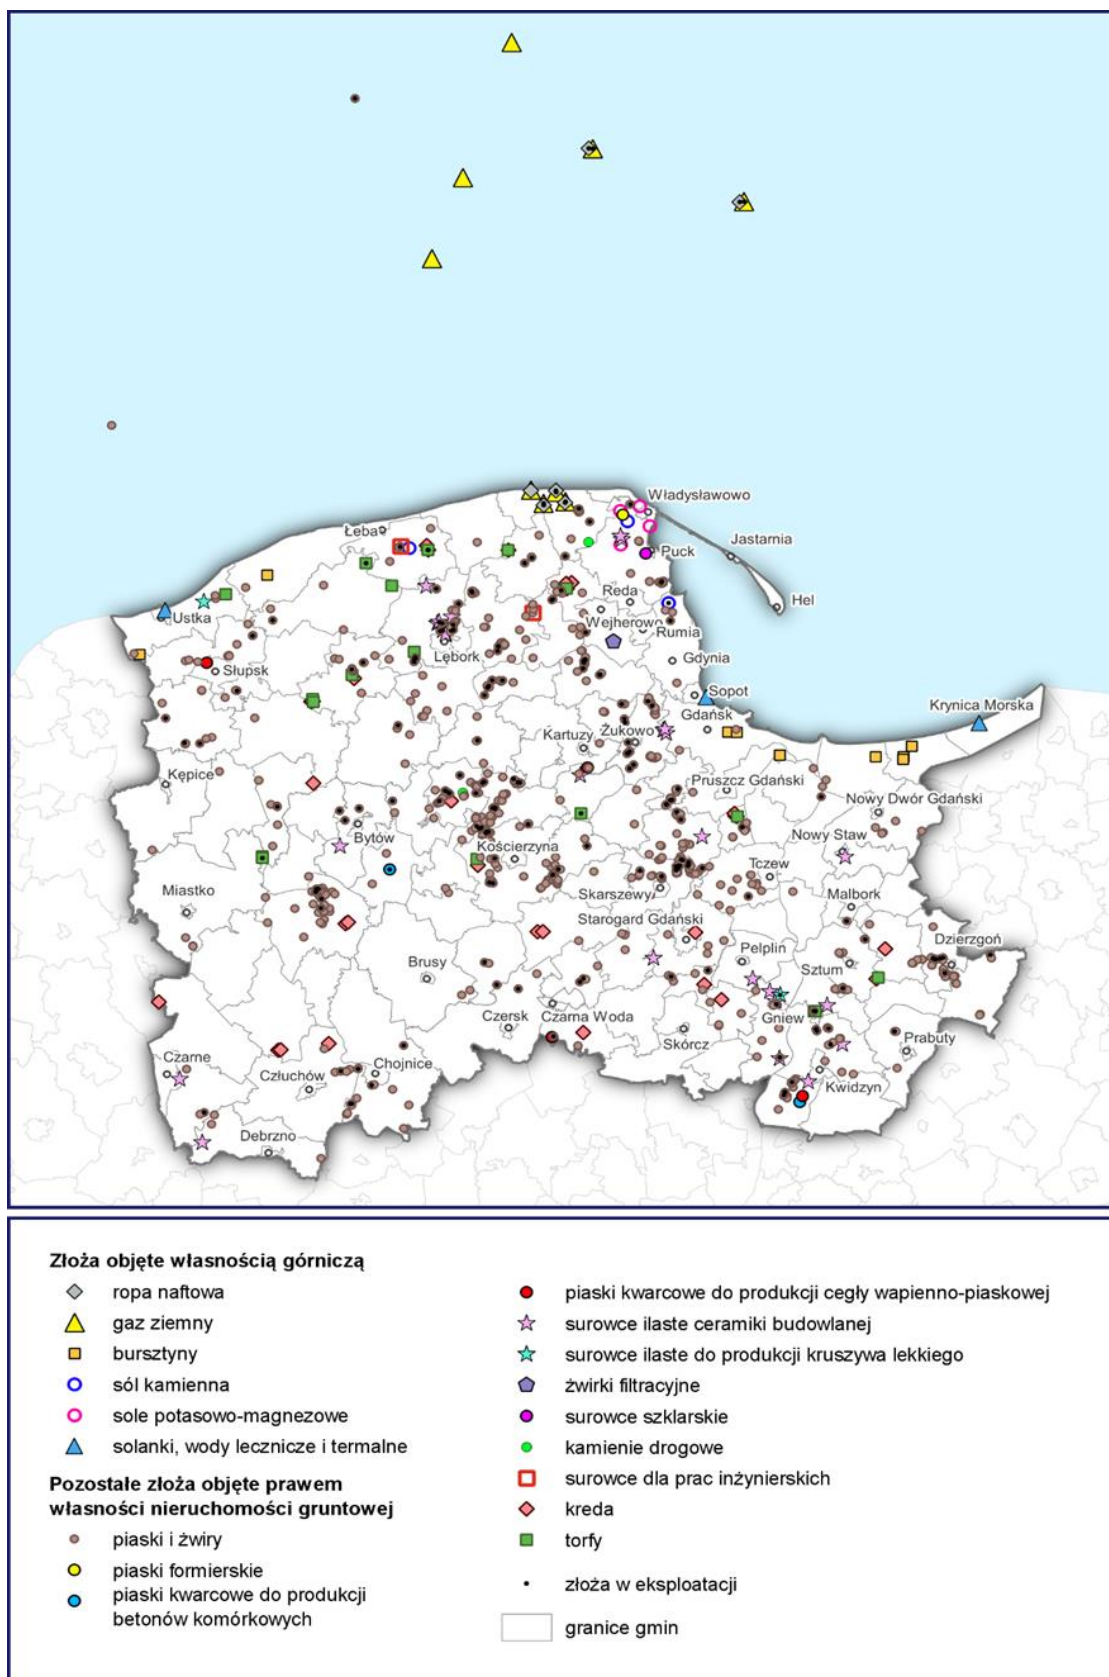 Władysławowo
Łeba
Jastarnia
Puck
Hel
Reda
Ustka
Wejherowo
Rumia
Lębork
Słupsk
Gdynia
Sopot
Krynica Morska
Gdańsk
Kartuzy
Żukowo
Kępice
Pruszcz Gdański
Nowy Dwór Gdański
Bytów
Nowy Staw
Kościerzyna
Tczew
Miastko
Skarszewy
Malbork
Starogard Gdański
Dzierzgoń
Pelplin
Brusy
Sztum
Czersk
Czarna Woda
Gniew
Skórcz
Prabuty
Czarne
Chojnice
Człuchów
Kwidzyn
Debrzno
Złoża objęte własnością górniczą
ropa naftowa
gaz ziemny
bursztyny
sól kamienna
sole potasowo-magnezowe
solanki, wody lecznicze i termalne
Pozostałe złoża objęte prawem
własności nieruchomości gruntowej
piaski i żwiry
piaski formierskie
piaski kwarcowe do produkcji
betonów komórkowych
piaski kwarcowe do produkcji cegły wapienno-piaskowej
surowce ilaste ceramiki budowlanej
surowce ilaste do produkcji kruszywa lekkiego
żwirki filtracyjne
surowce szklarskie
kamienie drogowe
surowce dla prac inżynierskich
kreda
torfy
złoża w eksploatacji
granice gmin